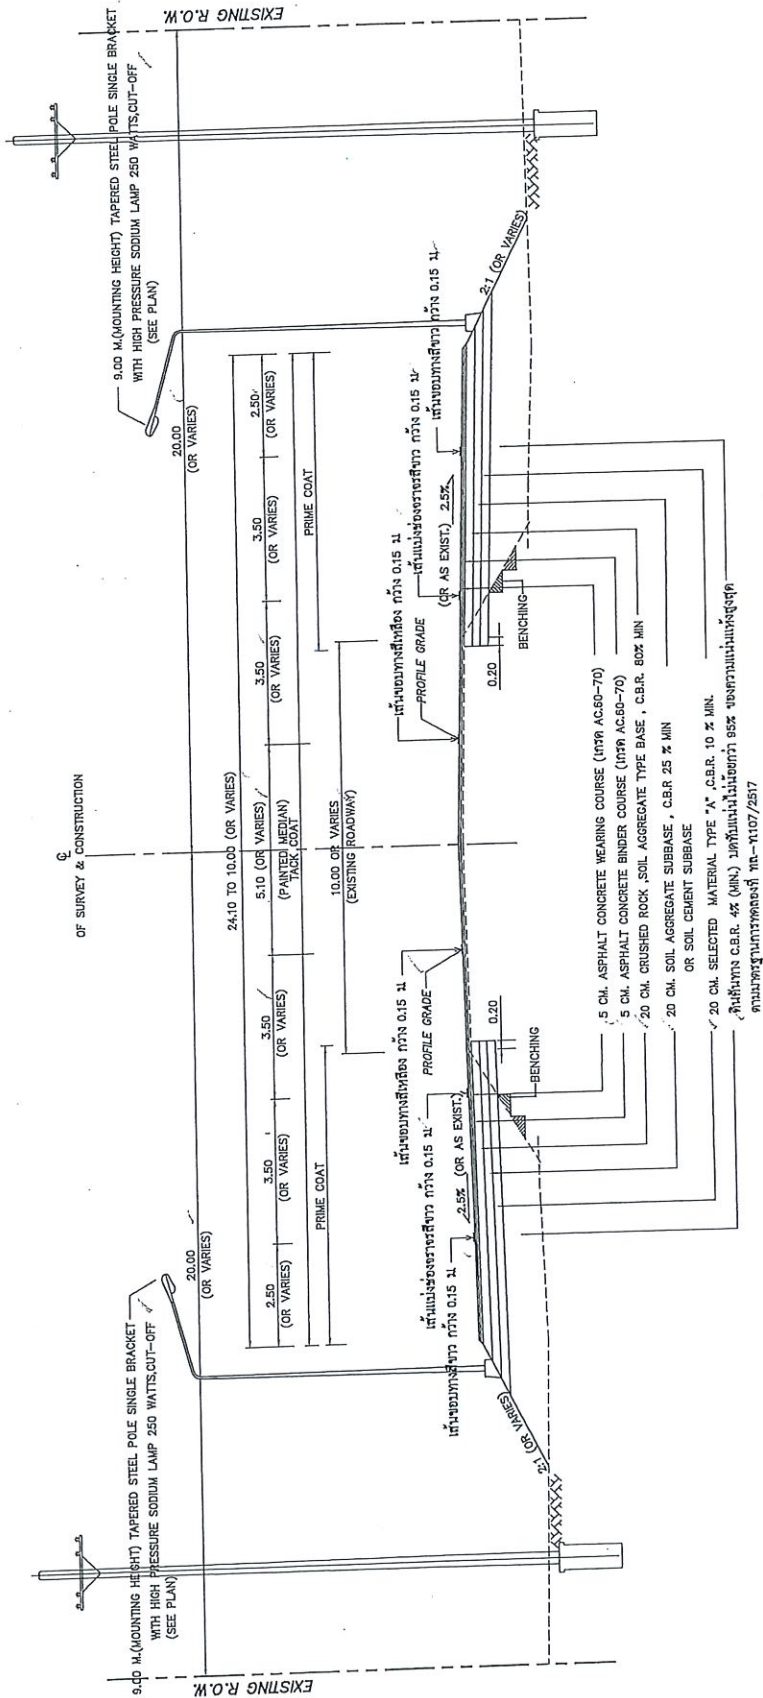 EXISTING R.O.W.
EXISTING R.O.W.
℄
OF SURVEY & CONSTRUCTION
9.00 M.(MOUNTING HEIGHT) TAPERED STEEL POLE SINGLE BRACKET
WITH HIGH PRESSURE SODIUM LAMP 250 WATTS,CUT-OFF
(SEE PLAN)
9.00 M.(MOUNTING HEIGHT) TAPERED STEEL POLE SINGLE BRACKET
WITH HIGH PRESSURE SODIUM LAMP 250 WATTS,CUT-OFF
(SEE PLAN)
20.00
(OR VARIES)
20.00
(OR VARIES)
24.10 TO 10.00 (OR VARIES)
2.50
(OR VARIES)
3.50
(OR VARIES)
3.50
(OR VARIES)
5.10 (OR VARIES)
(PAINTED MEDIAN)
TACK COAT
3.50
(OR VARIES)
3.50
(OR VARIES)
2.50
(OR VARIES)
PRIME COAT
PRIME COAT
10.00 OR VARIES
(EXISTING ROADWAY)
เส้นขอบทางสีเหลือง กว้าง 0.15 ม
PROFILE GRADE
เส้นแบ่งช่องจราจรสีขาว กว้าง 0.15 ม
2.5% (OR AS EXIST.)
เส้นขอบทางสีขาว กว้าง 0.15 ม
เส้นขอบทางสีเหลือง กว้าง 0.15 ม
PROFILE GRADE
เส้นแบ่งช่องจราจรสีขาว กว้าง 0.15 ม
(OR AS EXIST.) 2.5%
เส้นขอบทางสีขาว กว้าง 0.15 ม
2:1 (OR VARIES)
2:1 (OR VARIES)
0.20
BENCHING
0.20
BENCHING
5 CM. ASPHALT CONCRETE WEARING COURSE (เกรด AC.60-70)
5 CM. ASPHALT CONCRETE BINDER COURSE (เกรด AC.60-70)
20 CM. CRUSHED ROCK ,SOIL AGGREGATE TYPE BASE , C.B.R. 80% MIN
20 CM. SOIL AGGREGATE SUBBASE , C.B.R 25 % MIN
OR SOIL CEMENT SUBBASE
20 CM. SELECTED MATERIAL TYPE "A" ,C.B.R. 10 % MIN.
ดินคันทาง C.B.R. 4% (MIN.) บดทับแน่นไม่น้อยกว่า 95% ของความแน่นแห้งสูงสุด
ตามมาตรฐานการทดลองที่ ทล-ท107/2517